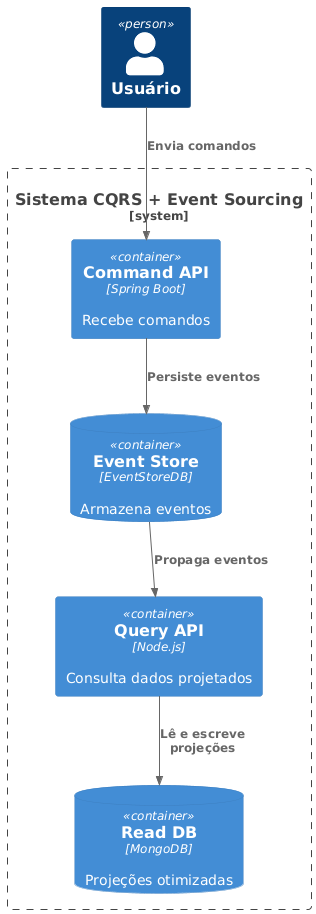 «person»
Usuário
Envia comandos
Sistema CQRS + Event Sourcing
[system]
«container»
Command API
[Spring Boot]
Recebe comandos
Persiste eventos
«container»
Event Store
[EventStoreDB]
Armazena eventos
Propaga eventos
«container»
Query API
[Node.js]
Consulta dados projetados
Lê e escreve
projeções
«container»
Read DB
[MongoDB]
Projeções otimizadas